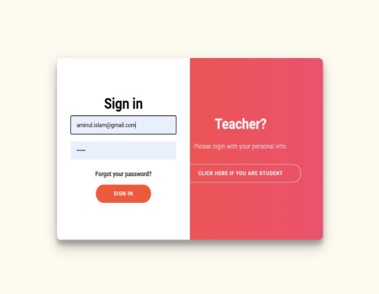 Sign in
aminul.islam@gmail.com
•••••
Forgot your password?
SIGN IN
Teacher?
Please login with your personal info.
CLICK HERE IF YOU ARE STUDENT